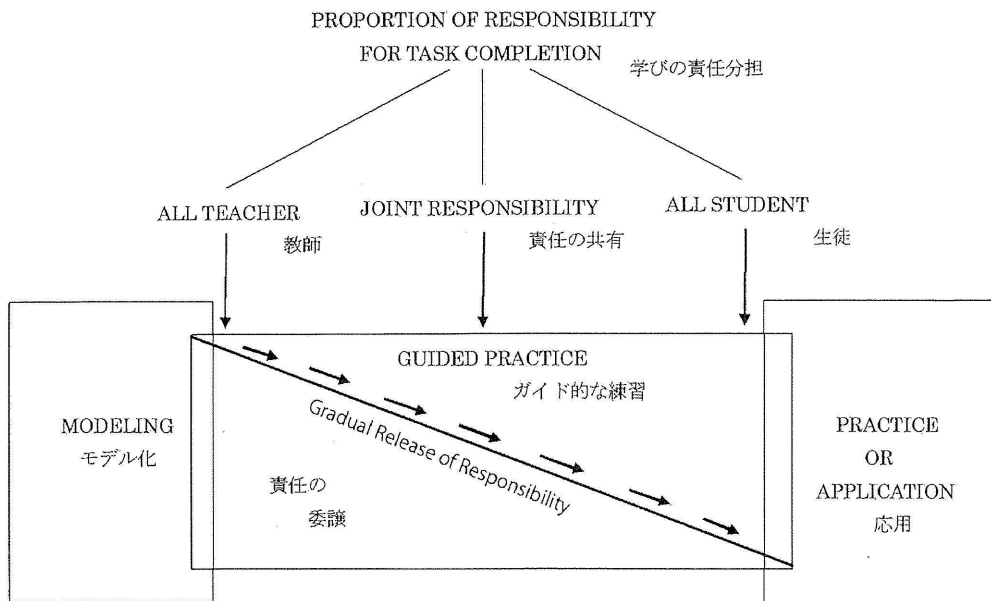 PROPORTION OF RESPONSIBILITY
FOR TASK COMPLETION
学びの責任分担
ALL TEACHER
教師
JOINT RESPONSIBILITY
責任の共有
ALL STUDENT
生徒
GUIDED PRACTICE
ガイド的な練習
MODELING
モデル化
Gradual Release of Responsibility
責任の
委譲
PRACTICE
OR
APPLICATION
応用